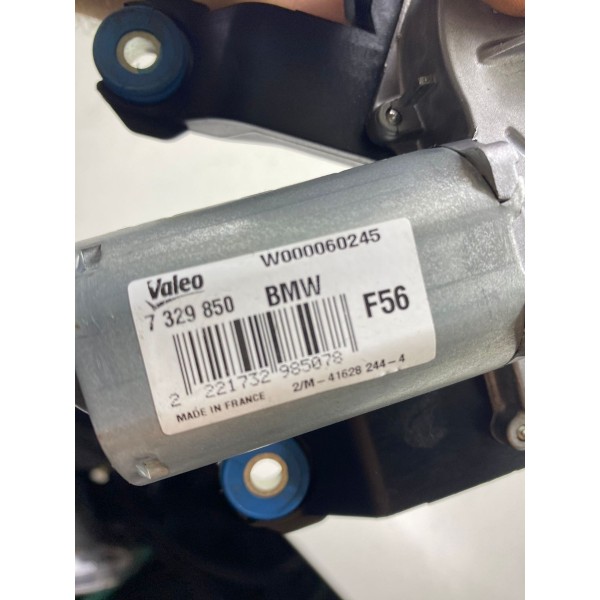 W000060245
Valeo
7 329 850 BMW
F56
2 221732 985078
2/M-41628 244-4
MADE IN FRANCE